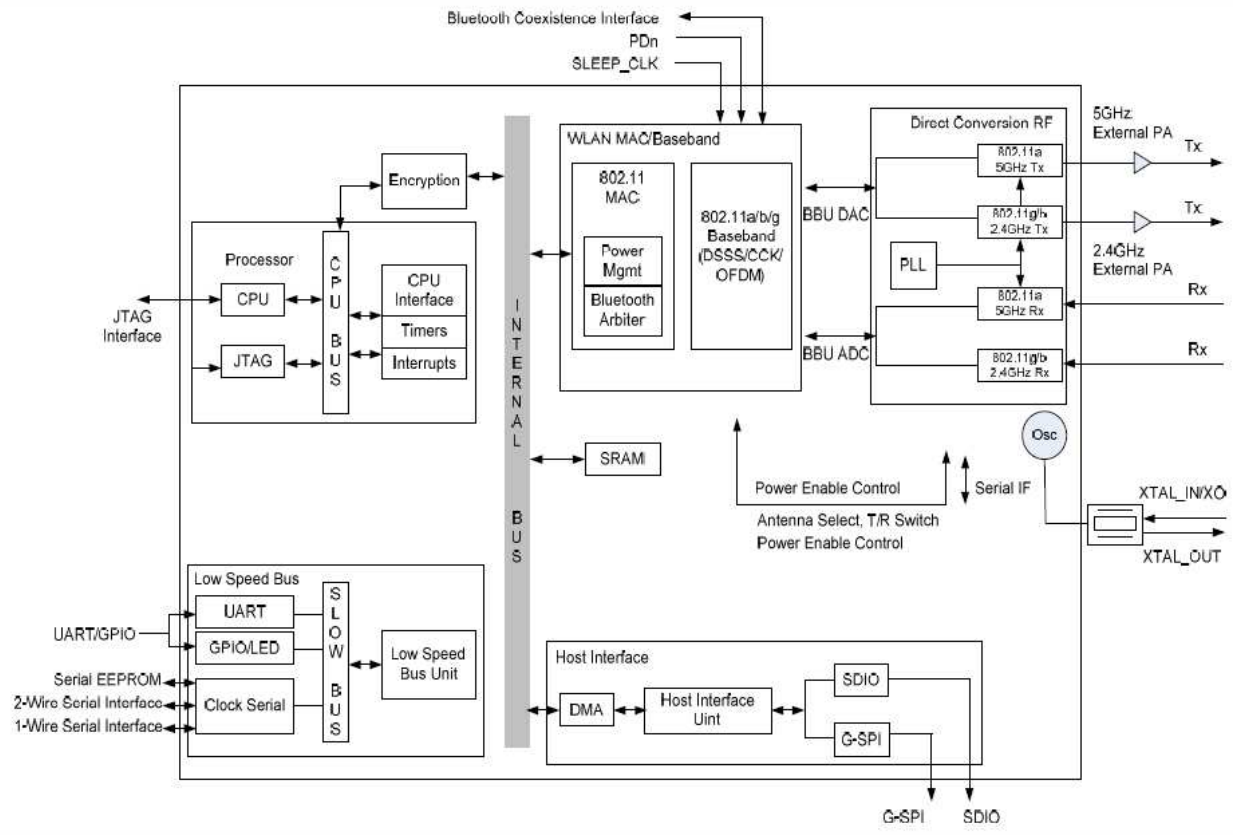 Bluetooth Coexistence Interface
PDn
SLEEP_CLK
WLAN MAC/Baseband
802.11
MAC
Power
Mgmt
Bluetooth
Arbiter
802.11a/b/g
Baseband
(DSSS/CCK/
OFDM)
BBU DAC
BBU ADC
Direct Conversion RF
802.11a
5GHz Tx
802.11g/b
2.4GHz Tx
PLL
802.11a
5GHz Rx
802.11g/b
2.4GHz Rx
5GHz
External PA
Tx
Tx
2.4GHz
External PA
Rx
Rx
Encryption
Processor
CPU
JTAG
CPU BUS
CPU
Interface
Timers
Interrupts
JTAG
Interface
INTERNAL BUS
SRAM
Osc
XTAL_IN/XO
XTAL_OUT
Power Enable Control
Serial IF
Antenna Select, T/R Switch
Power Enable Control
Low Speed Bus
UART
GPIO/LED
Clock Serial
SLOW BUS
Low Speed
Bus Unit
UART/GPIO
Serial EEPROM
2-Wire Serial Interface
1-Wire Serial Interface
Host Interface
DMA
Host Interface
Uint
SDIO
G-SPI
G-SPI
SDIO